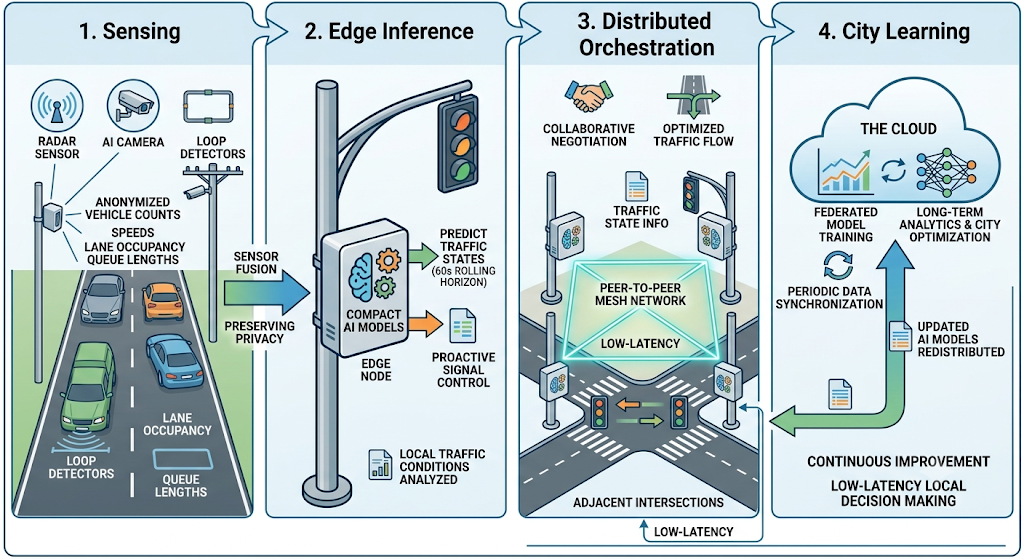 1. Sensing
RADAR
SENSOR
AI CAMERA
LOOP
DETECTORS
ANONYMIZED
VEHICLE COUNTS
SPEEDS
LANE OCCUPANCY
QUEUE LENGTHS
SENSOR
FUSION
PRESERVING
PRIVACY
LANE
OCCUPANCY
LOOP
DETECTORS
QUEUE
LENGTHS
2. Edge Inference
PREDICT
TRAFFIC
STATES
(60s ROLLING
HORIZON)
COMPACT
AI MODELS
EDGE
NODE
PROACTIVE
SIGNAL
CONTROL
LOCAL TRAFFIC
CONDITIONS
ANALYZED
3. Distributed
Orchestration
COLLABORATIVE
NEGOTIATION
OPTIMIZED
TRAFFIC FLOW
TRAFFIC
STATE INFO
PEER-TO-PEER
MESH NETWORK
LOW-LATENCY
ADJACENT INTERSECTIONS
LOW-LATENCY
4. City Learning
THE CLOUD
FEDERATED
MODEL
TRAINING
LONG-TERM
ANALYTICS & CITY
OPTIMIZATION
PERIODIC DATA
SYNCHRONIZATION
UPDATED
AI MODELS
REDISTRIBUTED
CONTINUOUS IMPROVEMENT
LOW-LATENCY LOCAL
DECISION MAKING